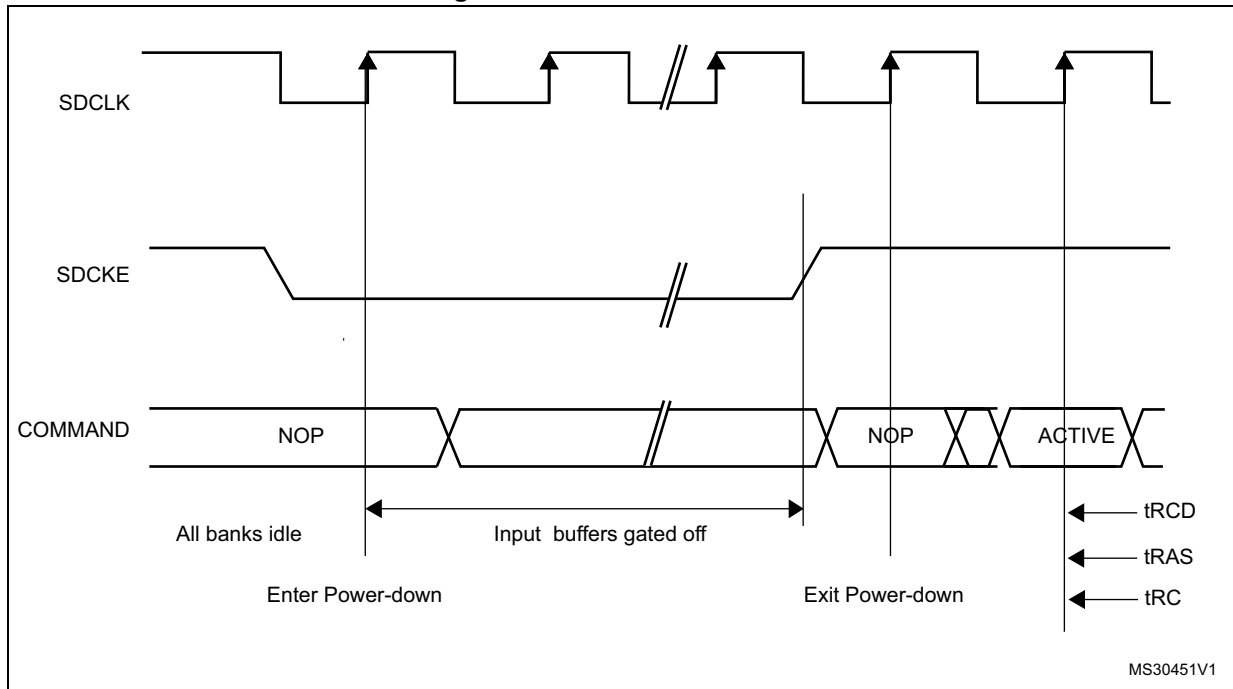 SDCLK
SDCKE
COMMAND
NOP
NOP
ACTIVE
All banks idle
Input buffers gated off
tRCD
tRAS
Enter Power-down
Exit Power-down
tRC
MS30451V1